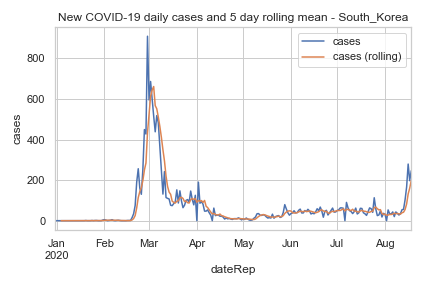 New COVID-19 daily cases and 5 day rolling mean - South_Korea
cases
cases (rolling)
cases
800
600
400
200
0
Jan Feb Mar Apr May Jun Jul Aug
2020
dateRep